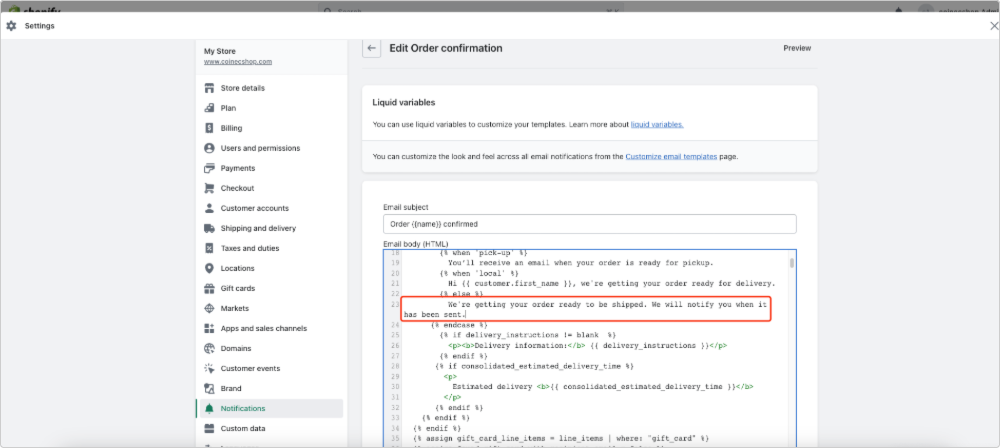 shopify
Search
Settings
My Store
www.coinecshop.com
Store details
Plan
Billing
Users and permissions
Payments
Checkout
Customer accounts
Shipping and delivery
Taxes and duties
Locations
Gift cards
Markets
Apps and sales channels
Domains
Customer events
Brand
Notifications
Custom data
Edit Order confirmation
Preview
Liquid variables
You can use liquid variables to customize your templates. Learn more about liquid variables.
You can customize the look and feel across all email notifications from the Customize email templates page.
Email subject
Order {{name}} confirmed
Email body (HTML)
18 {% when 'pick-up' %}
19 You'll receive an email when your order is ready for pickup.
20 {% when 'local' %}
21 Hi {{ customer.first_name }}, we're getting your order ready for delivery.
22 {% else %}
23 We're getting your order ready to be shipped. We will notify you when it
has been sent.
24 {% endcase %}
25 {% if delivery_instructions != blank %}
26 <p><b>Delivery information:</b> {{ delivery_instructions }}</p>
27 {% endif %}
28 {% if consolidated_estimated_delivery_time %}
29 <p>
30 Estimated delivery <b>{{ consolidated_estimated_delivery_time }}</b>
31 </p>
32 {% endif %}
33 {% endif %}
34 {% endif %}
35 {% assign gift_card_line_items = line_items | where: "gift_card" %}